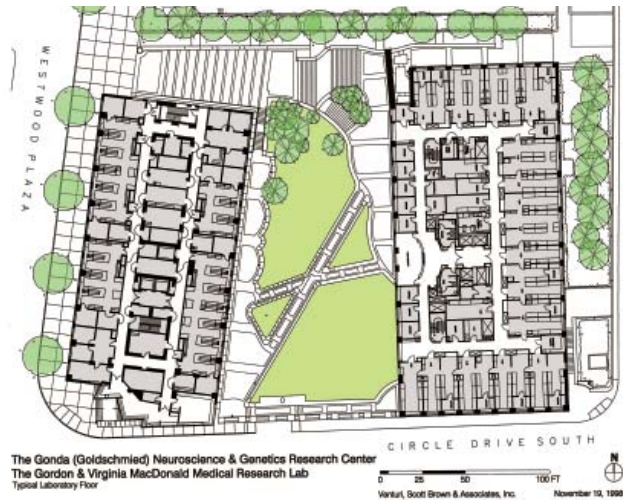 WESTWOOD PLAZA
CIRCLE DRIVE SOUTH
The Gonda (Goldschmied) Neuroscience & Genetics Research Center
The Gordon & Virginia MacDonald Medical Research Lab
Typical Laboratory Floor
0 25 50 100 FT
N
Venturi, Scott Brown & Associates, Inc. November 19, 1998